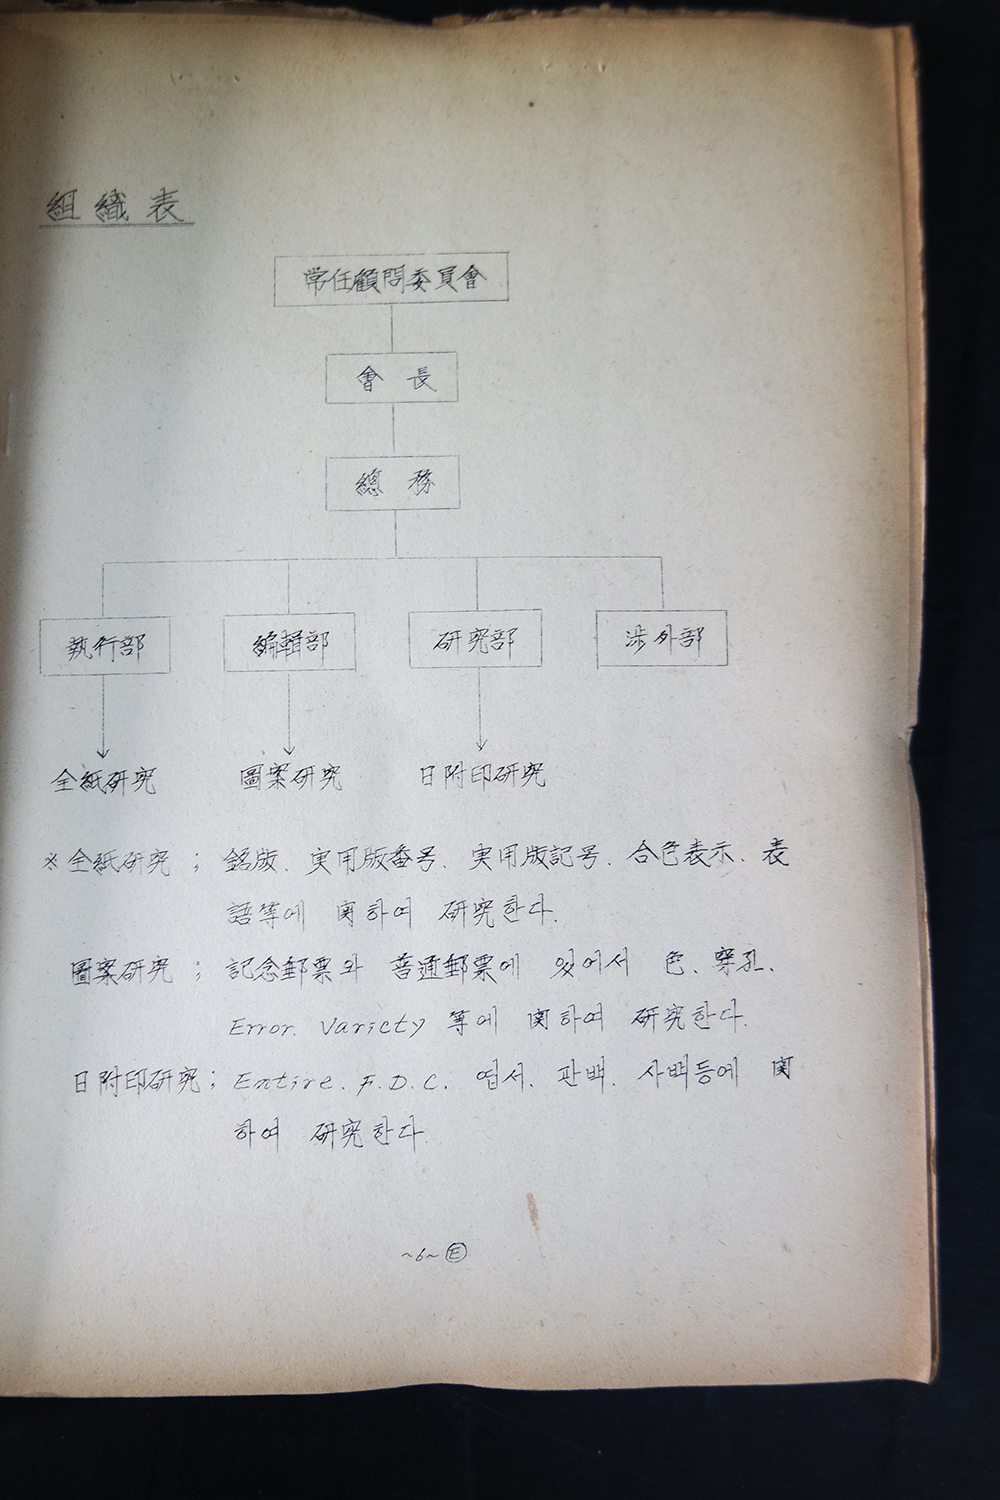 組織表
常任顧問委員會
會長
總務
執行部 編輯部 研究部 涉外部
全紙研究 圖案研究 日附印研究
※全紙研究 ; 銘版、実用版番号、実用版記号、合色表示、表
語等에 関하여 研究한다.
圖案研究 ; 記念郵票와 普通郵票에 있어서 色、穿孔、
Error. Variety 等에 関하여 研究한다.
日附印研究 ; Entire. F.D.C. 엽서. 판백. 사백등에 関
하여 研究한다.
~6~ Ⓔ